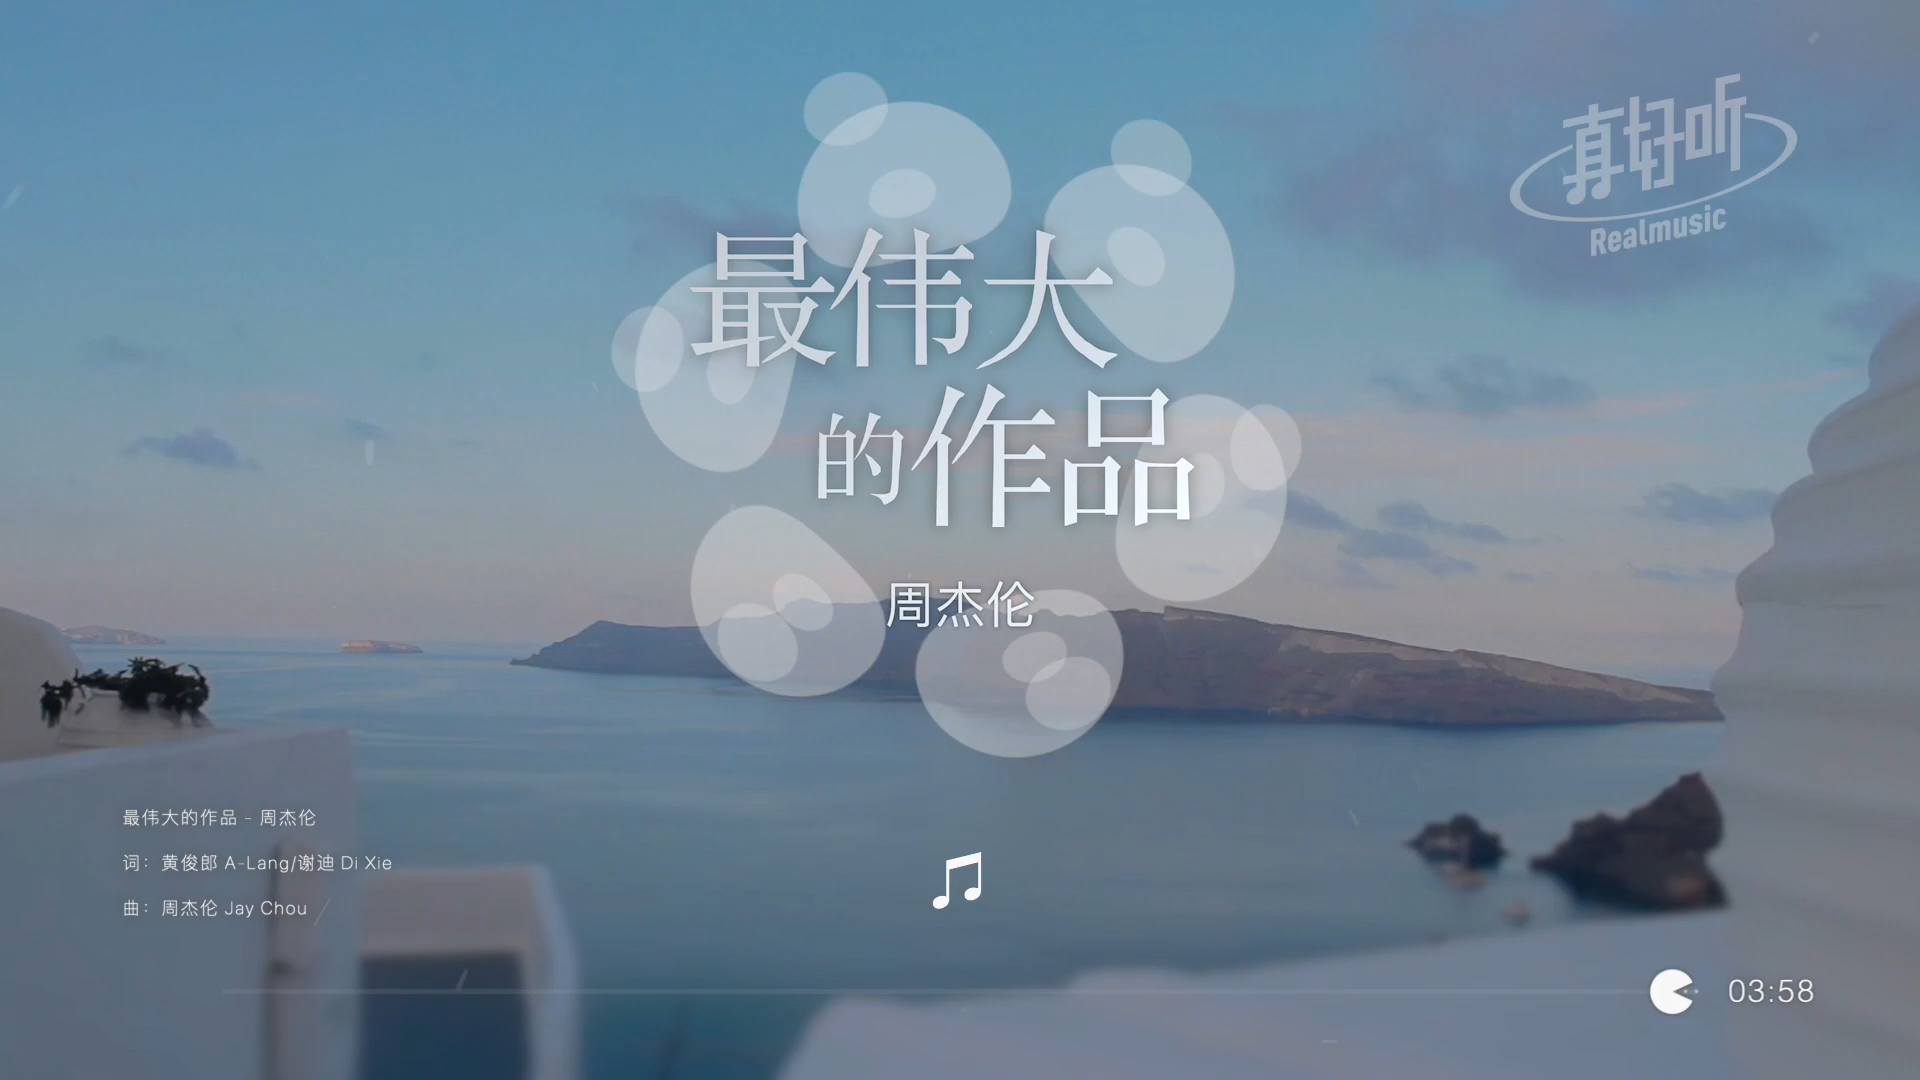 真好听
Realmusic
最伟大
的作品
周杰伦
最伟大的作品 - 周杰伦
词：黄俊郎 A-Lang/谢迪 Di Xie
曲：周杰伦 Jay Chou
03:58